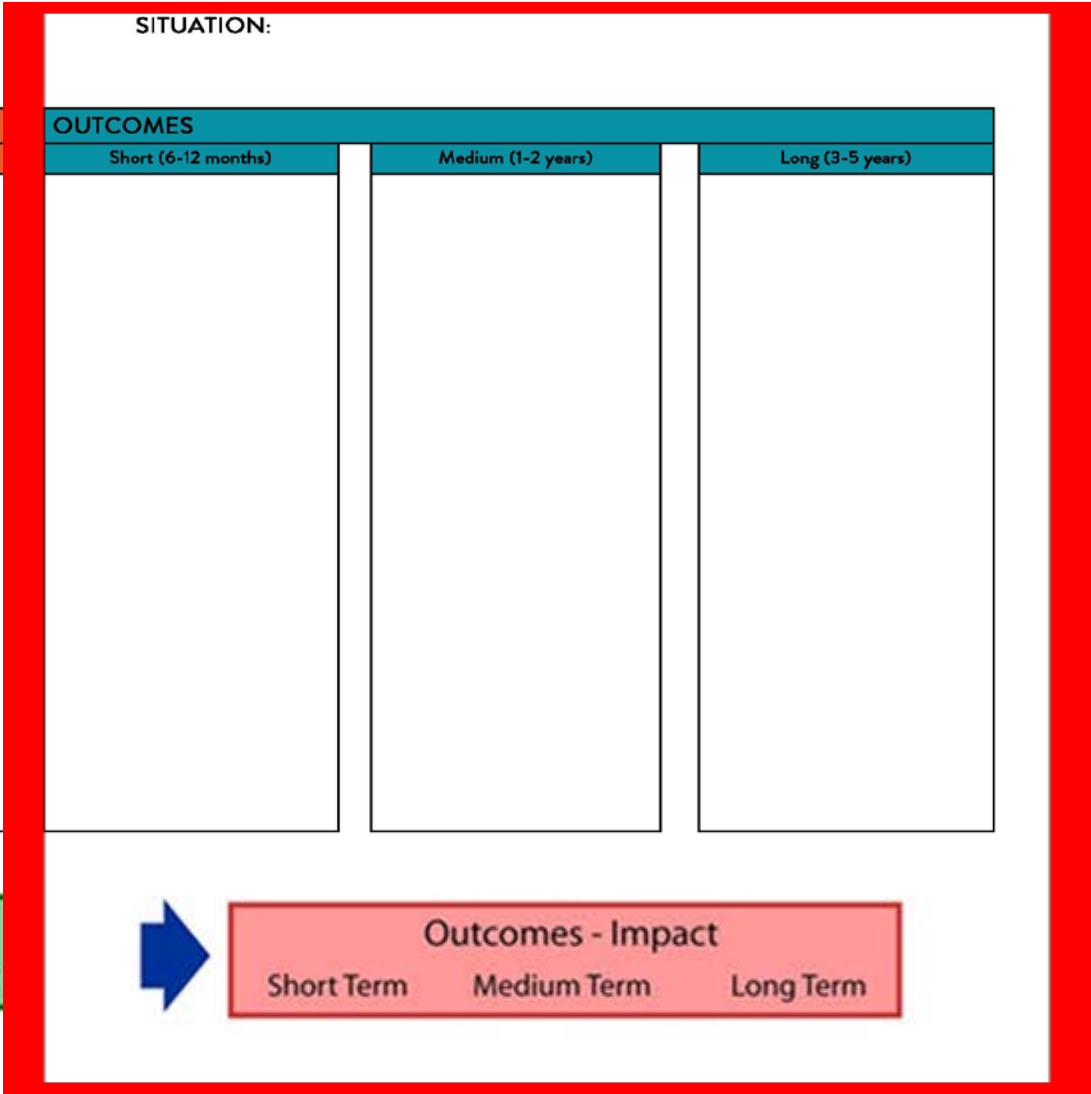 SITUATION:
OUTCOMES
Short (6-12 months) Medium (1-2 years) Long (3-5 years)
Outcomes - Impact
Short Term Medium Term Long Term